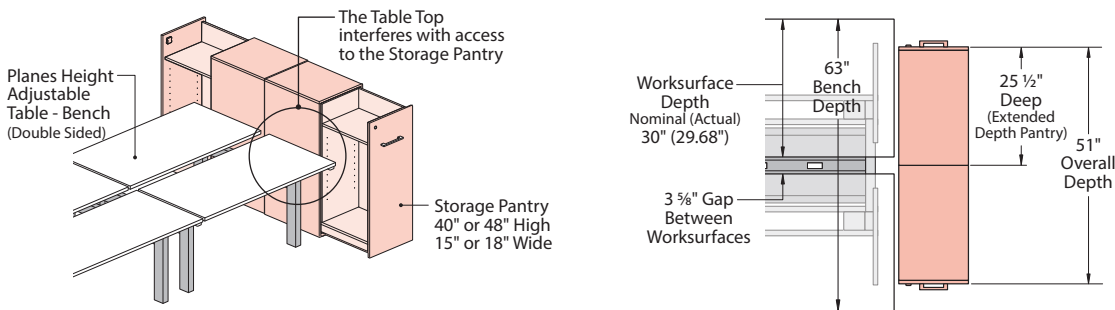 The Table Top
interferes with access
to the Storage Pantry
Planes Height
Adjustable
Table - Bench
(Double Sided)
Storage Pantry
40" or 48" High
15" or 18" Wide
Worksurface
Depth
Nominal (Actual)
30" (29.68")
63"
Bench
Depth
3 ⅝" Gap
Between
Worksurfaces
25 ½"
Deep
(Extended
Depth Pantry)
51"
Overall
Depth